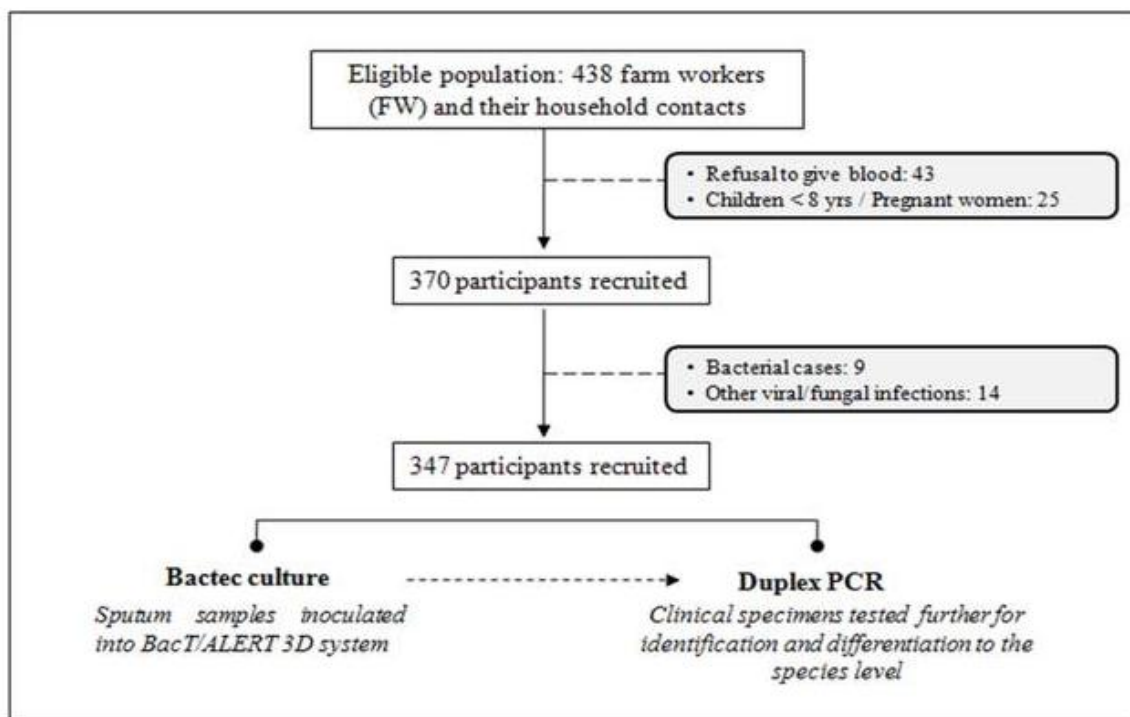 Eligible population: 438 farm workers
(FW) and their household contacts
• Refusal to give blood: 43
• Children < 8 yrs / Pregnant women: 25
370 participants recruited
• Bacterial cases: 9
• Other viral/fungal infections: 14
347 participants recruited
Bactec culture
Sputum samples inoculated
into BacT/ALERT 3D system
Duplex PCR
Clinical specimens tested further for
identification and differentiation to the
species level